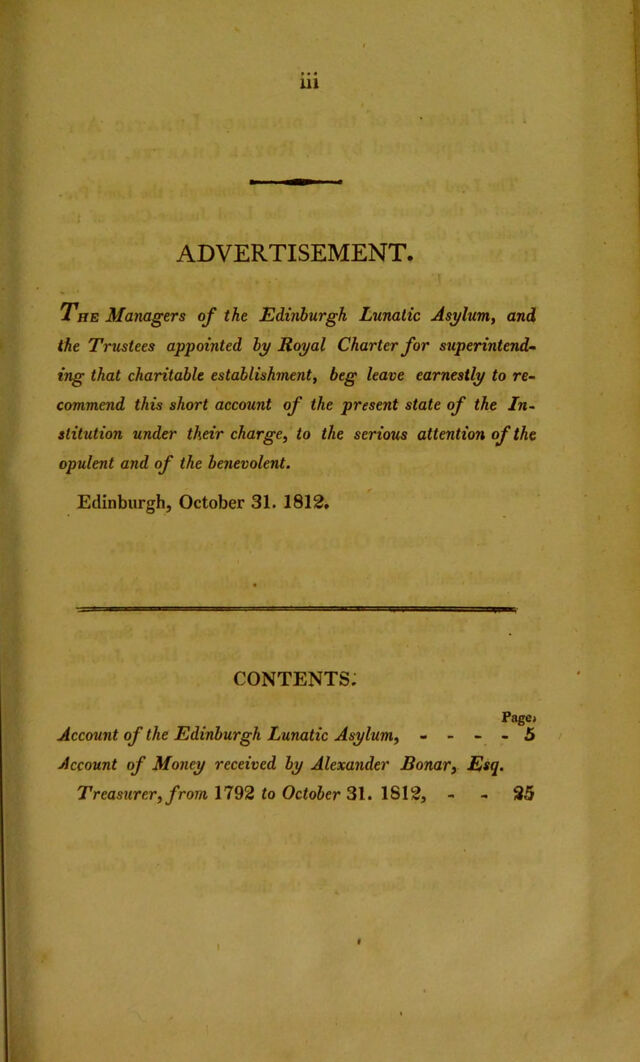 iii
ADVERTISEMENT.
THE Managers of the Edinburgh Lunatic Asylum, and
the Trustees appointed by Royal Charter for superintend-
ing that charitable establishment, beg leave earnestly to re-
commend this short account of the present state of the In-
stitution under their charge, to the serious attention of the
opulent and of the benevolent.
Edinburgh, October 31. 1812.
CONTENTS.
Page.
Account of the Edinburgh Lunatic Asylum, - - - - 5
Account of Money received by Alexander Bonar, Esq.
Treasurer, from 1792 to October 31. 1812, - - 25